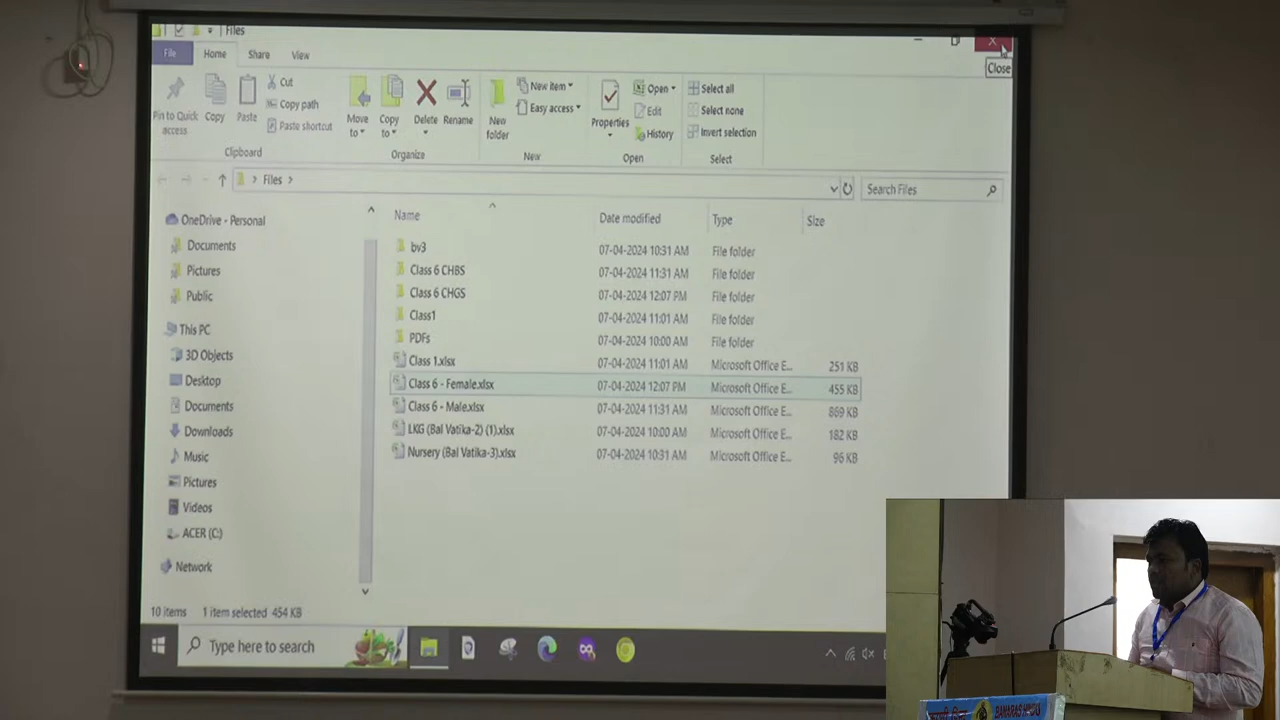 Files
File Home Share View
Close
Pin to Quick access
Copy
Paste
Cut
Copy path
Paste shortcut
Move to
Copy to
Delete
Rename
New folder
New item
Easy access
Properties
Open
Edit
History
Select all
Select none
Invert selection
Clipboard Organize New Open Select
Files Search Files
Name Date modified Type Size
bv3 07-04-2024 10:31 AM File folder
Class 6 CHBS 07-04-2024 11:31 AM File folder
Class 6 CHGS 07-04-2024 12:07 PM File folder
Class1 07-04-2024 11:01 AM File folder
PDFs 07-04-2024 10:00 AM File folder
Class 1.xlsx 07-04-2024 11:01 AM Microsoft Office E... 251 KB
Class 6 - Female.xlsx 07-04-2024 12:07 PM Microsoft Office E... 455 KB
Class 6 - Male.xlsx 07-04-2024 11:31 AM Microsoft Office E... 869 KB
LKG (Bal Vatika-2) (1).xlsx 07-04-2024 10:00 AM Microsoft Office E... 182 KB
Nursery (Bal Vatika-3).xlsx 07-04-2024 10:31 AM Microsoft Office E... 96 KB
OneDrive - Personal
Documents
Pictures
Public
This PC
3D Objects
Desktop
Documents
Downloads
Music
Pictures
Videos
ACER (C:)
Network
10 items 1 item selected 454 KB
Type here to search
BANARAS